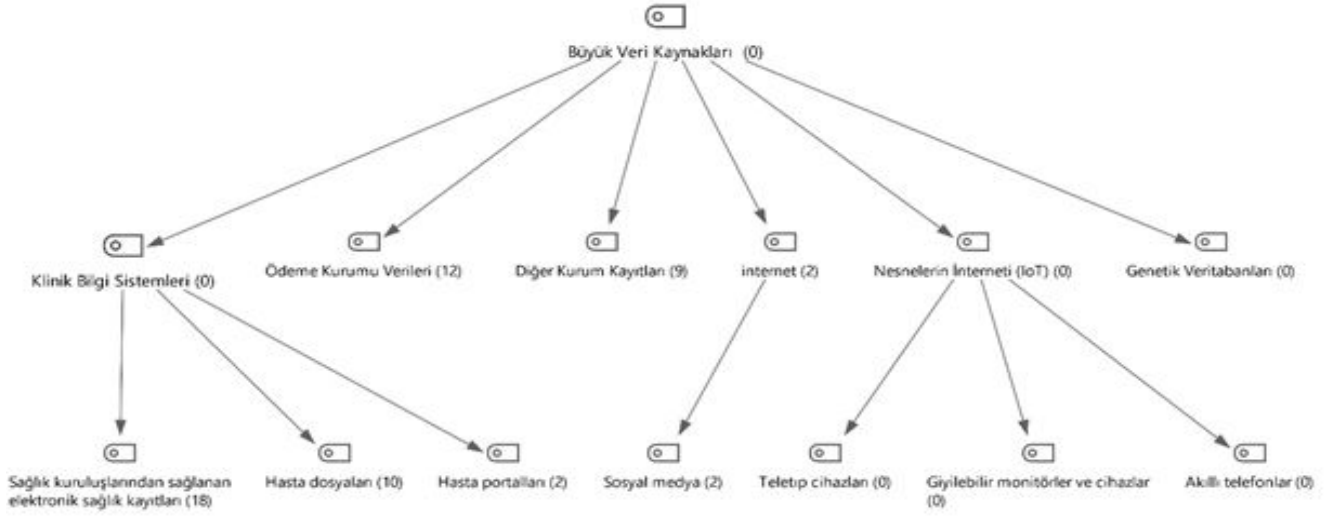 Büyük Veri Kaynakları (0)
Klinik Bilgi Sistemleri (0)
Ödeme Kurumu Verileri (12)
Diğer Kurum Kayıtları (9)
internet (2)
Nesnelerin İnterneti (IoT) (0)
Genetik Veritabanları (0)
Sağlık kuruluşlarından sağlanan
elektronik sağlık kayıtları (18)
Hasta dosyaları (10)
Hasta portalları (2)
Sosyal medya (2)
Teletıp cihazları (0)
Giyilebilir monitörler ve cihazlar
(0)
Akıllı telefonlar (0)